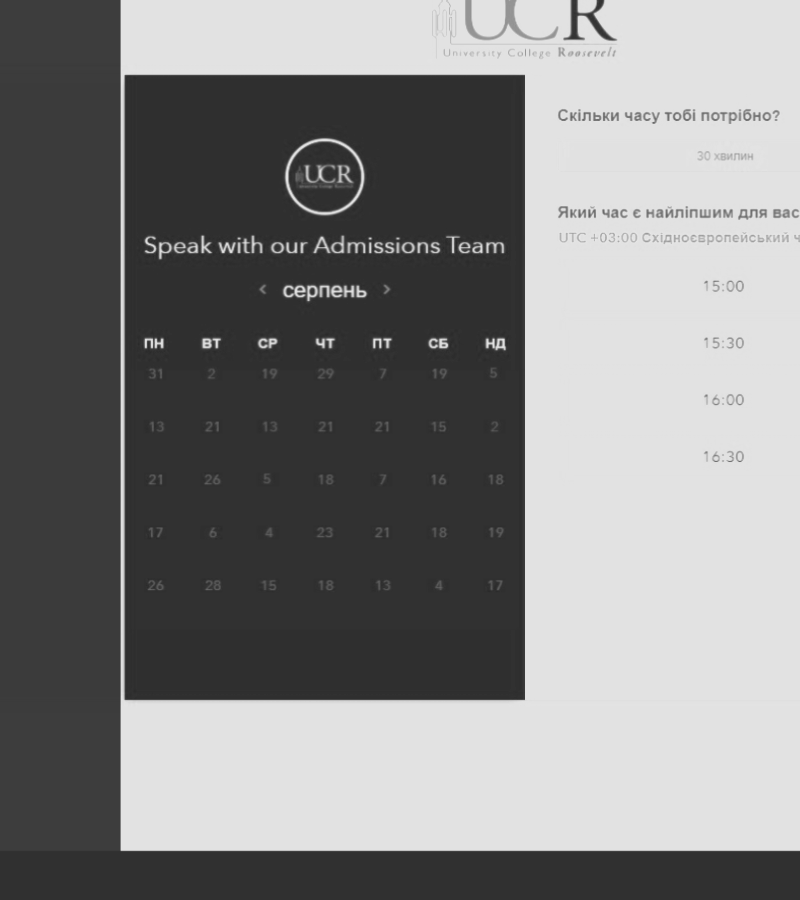 UCR
University College Roosevelt
UCR
Speak with our Admissions Team
‹ серпень ›
ПН ВТ СР ЧТ ПТ СБ НД
31 2 19 29 7 19 5
13 21 13 21 21 15 2
21 26 5 18 7 16 18
17 6 4 23 21 18 19
26 28 15 18 13 4 17
Скільки часу тобі потрібно?
30 хвилин
Який час є найліпшим для вас
UTC +03:00 Східноєвропейський ч
15:00
15:30
16:00
16:30